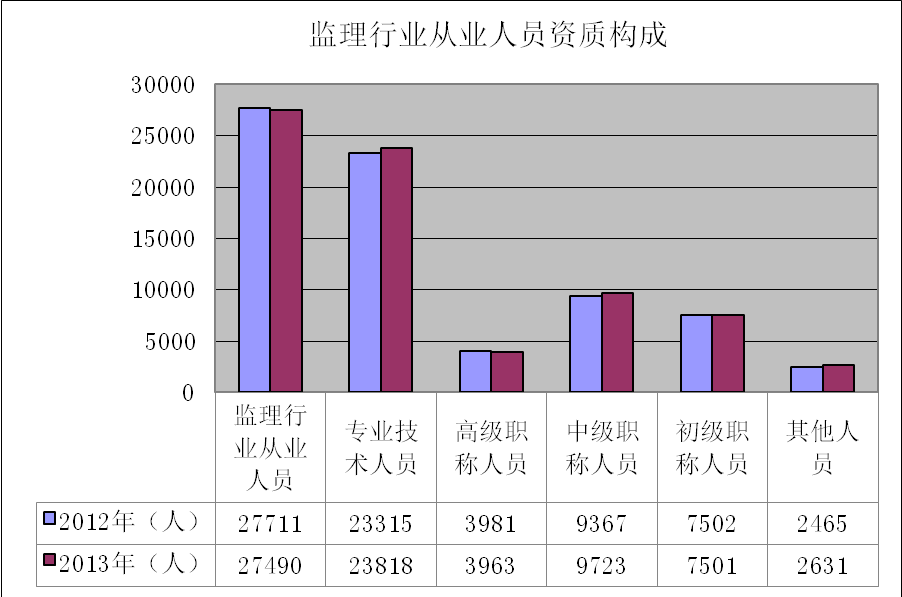 监理行业从业人员资质构成
30000
25000
20000
15000
10000
5000
0
监理行
业从业
人员
专业技
术人员
高级职
称人员
中级职
称人员
初级职
称人员
其他人
员
2012年（人） 27711 23315 3981 9367 7502 2465
2013年（人） 27490 23818 3963 9723 7501 2631